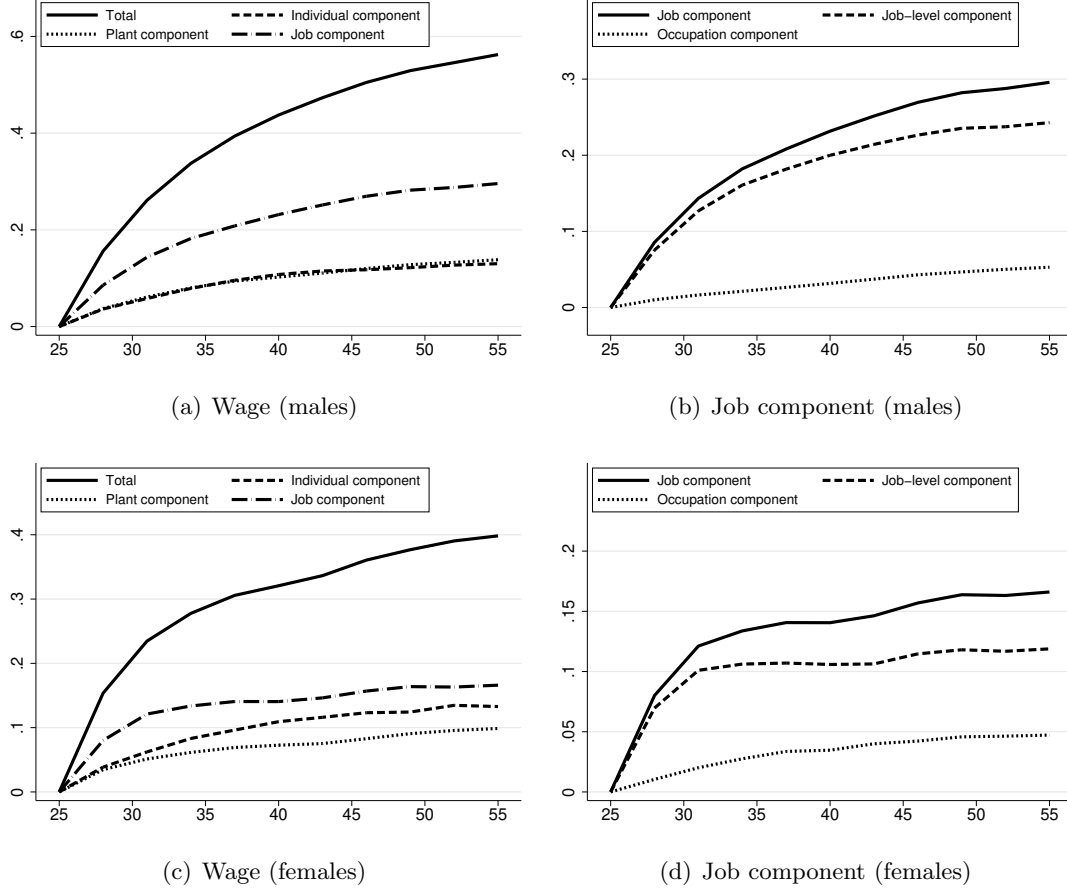 Total Individual component
Plant component Job component
0 .2 .4 .6
25 30 35 40 45 50 55
(a) Wage (males)
Job component Job−level component
Occupation component
0 .1 .2 .3
25 30 35 40 45 50 55
(b) Job component (males)
Total Individual component
Plant component Job component
0 .1 .2 .3 .4
25 30 35 40 45 50 55
(c) Wage (females)
Job component Job−level component
Occupation component
0 .05 .1 .15 .2
25 30 35 40 45 50 55
(d) Job component (females)